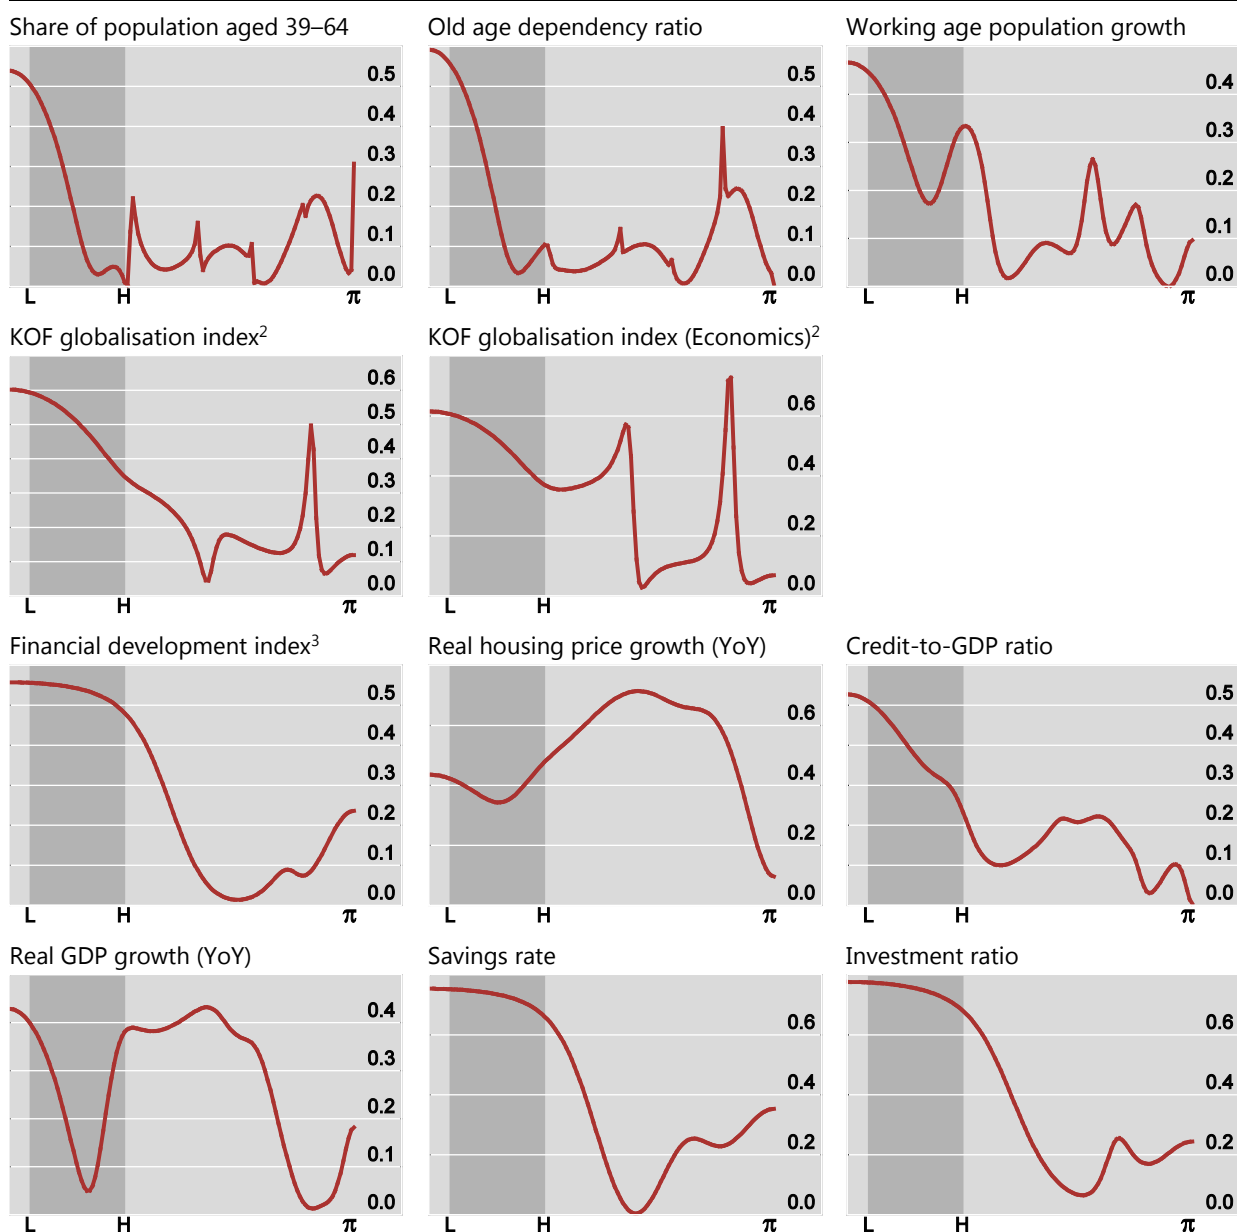 Share of population aged 39–64
Old age dependency ratio
Working age population growth
0.5
0.4
0.3
0.2
0.1
0.0
L H π
0.5
0.4
0.3
0.2
0.1
0.0
L H π
0.4
0.3
0.2
0.1
0.0
L H π
KOF globalisation index²
KOF globalisation index (Economics)²
0.6
0.5
0.4
0.3
0.2
0.1
0.0
L H π
0.6
0.4
0.2
0.0
L H π
Financial development index³
Real housing price growth (YoY)
Credit-to-GDP ratio
0.5
0.4
0.3
0.2
0.1
0.0
L H π
0.6
0.4
0.2
0.0
L H π
0.5
0.4
0.3
0.2
0.1
0.0
L H π
Real GDP growth (YoY)
Savings rate
Investment ratio
0.4
0.3
0.2
0.1
0.0
L H π
0.6
0.4
0.2
0.0
L H π
0.6
0.4
0.2
0.0
L H π